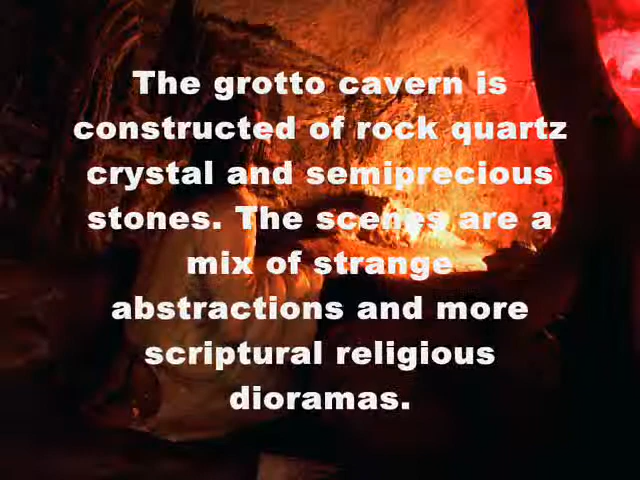 The grotto cavern is
constructed of rock quartz
crystal and semiprecious
stones. The scenes are a
mix of strange
abstractions and more
scriptural religious
dioramas.